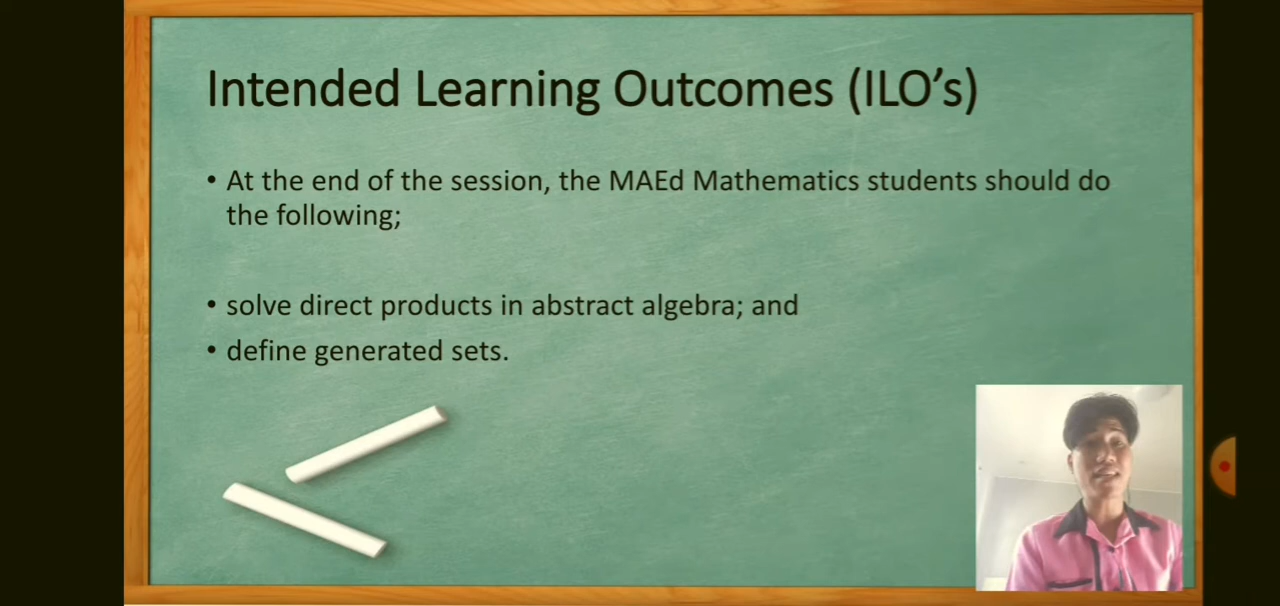 Intended Learning Outcomes (ILO’s)
• At the end of the session, the MAEd Mathematics students should do
the following;
• solve direct products in abstract algebra; and
• define generated sets.